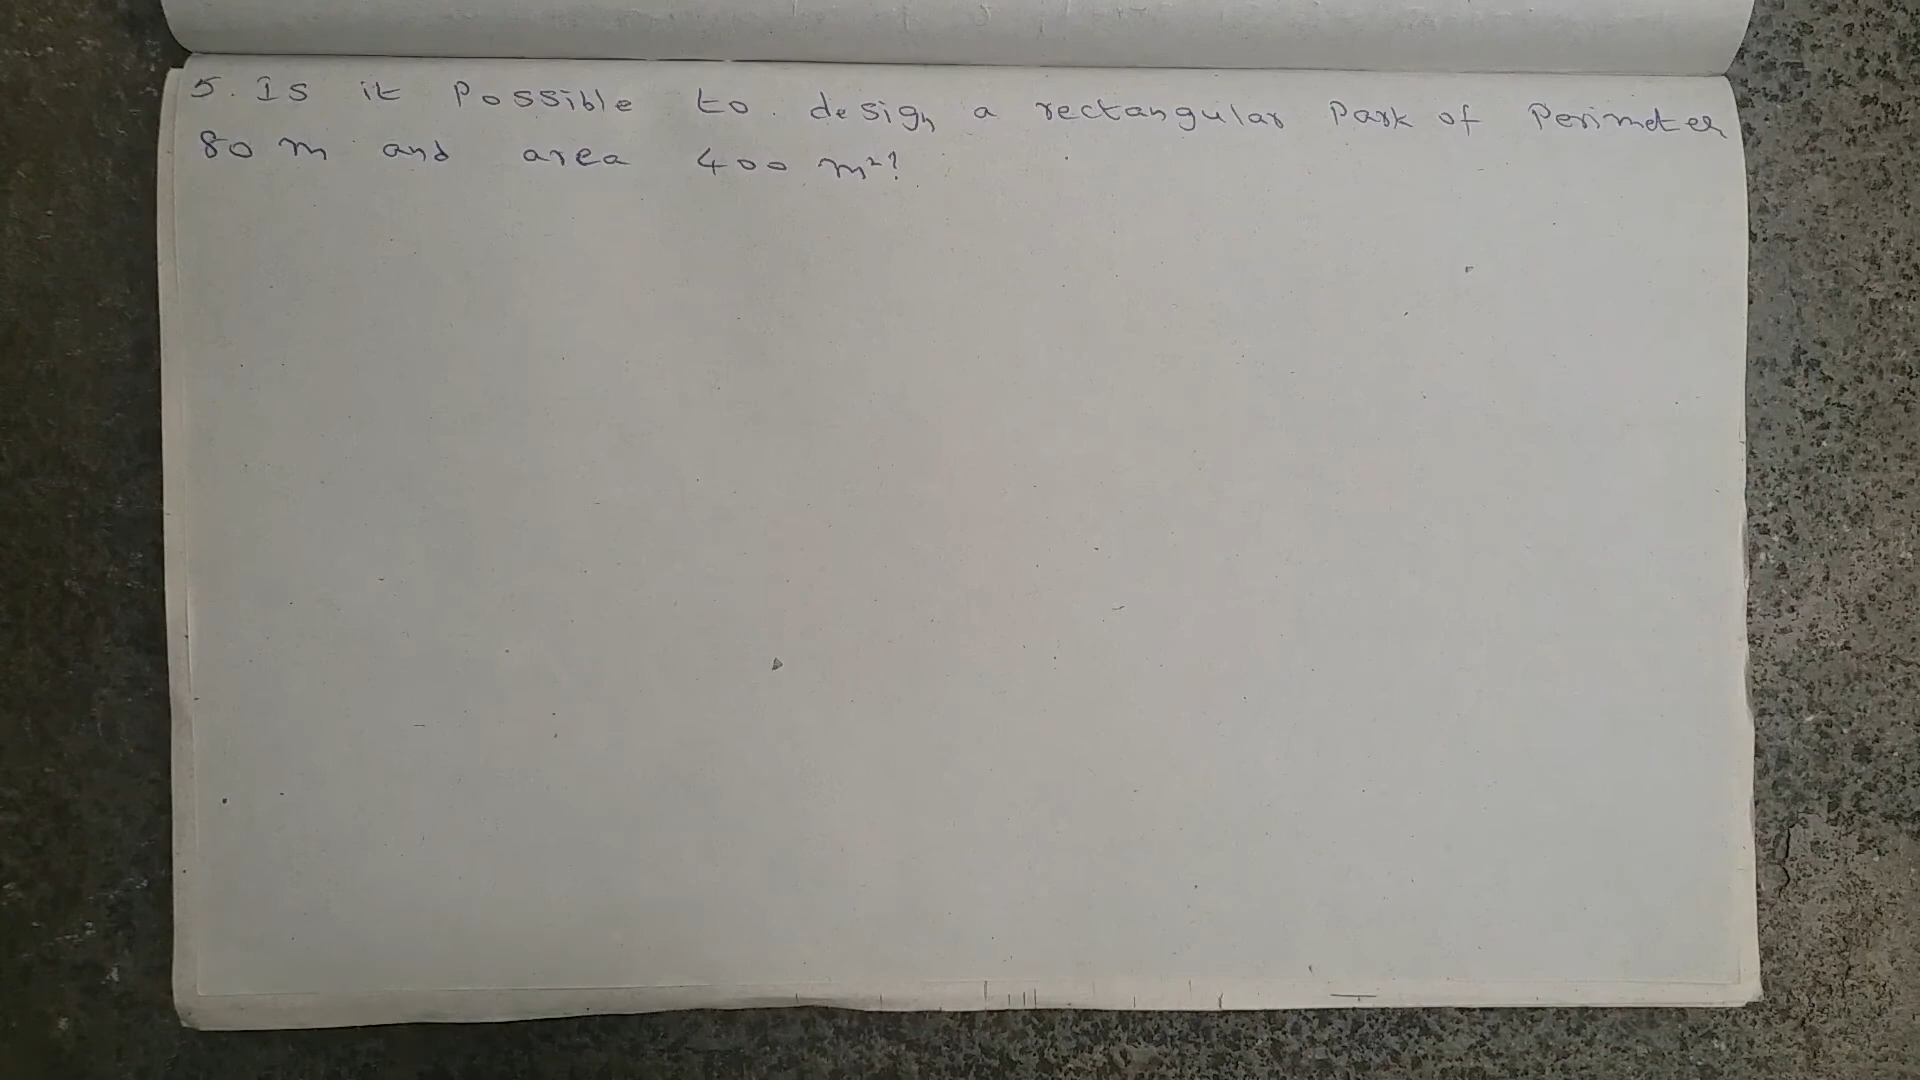 5. Is it possible to design a rectangular park of perimeter
80 m and area 400 m²?